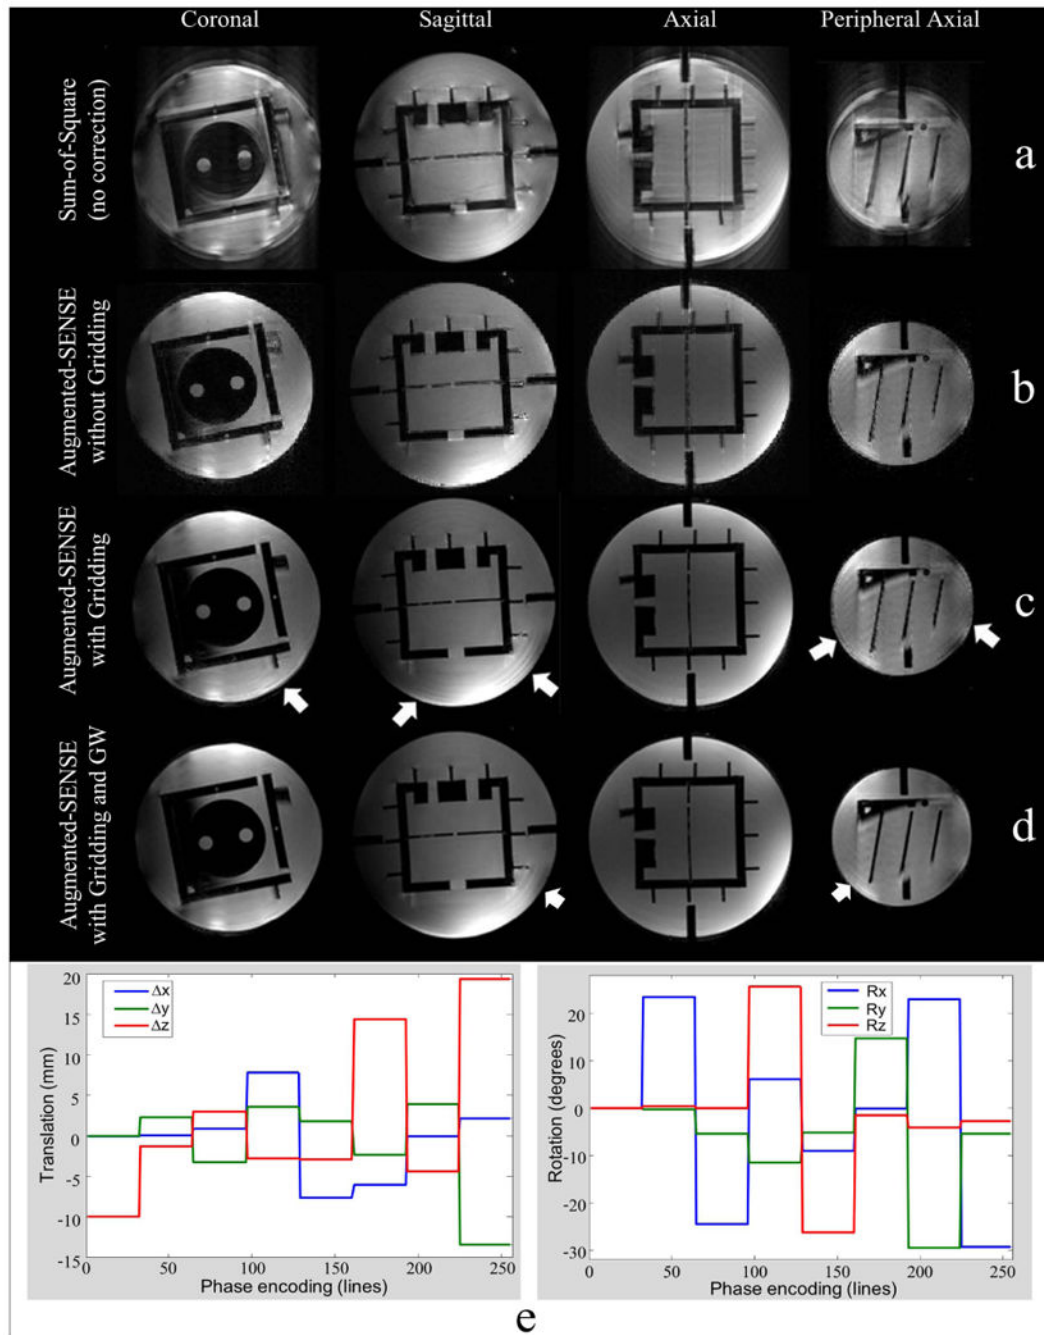 Coronal
Sagittal
Axial
Peripheral Axial
Sum-of-Square
(no correction)
a
Augmented-SENSE
without Gridding
b
Augmented-SENSE
with Gridding
c
Augmented-SENSE
with Gridding and GW
d
Translation (mm)
20
15
10
5
0
-5
-10
-15
Δx
Δy
Δz
0 50 100 150 200 250
Phase encoding (lines)
Rotation (degrees)
20
10
0
-10
-20
-30
Rx
Ry
Rz
0 50 100 150 200 250
Phase encoding (lines)
e